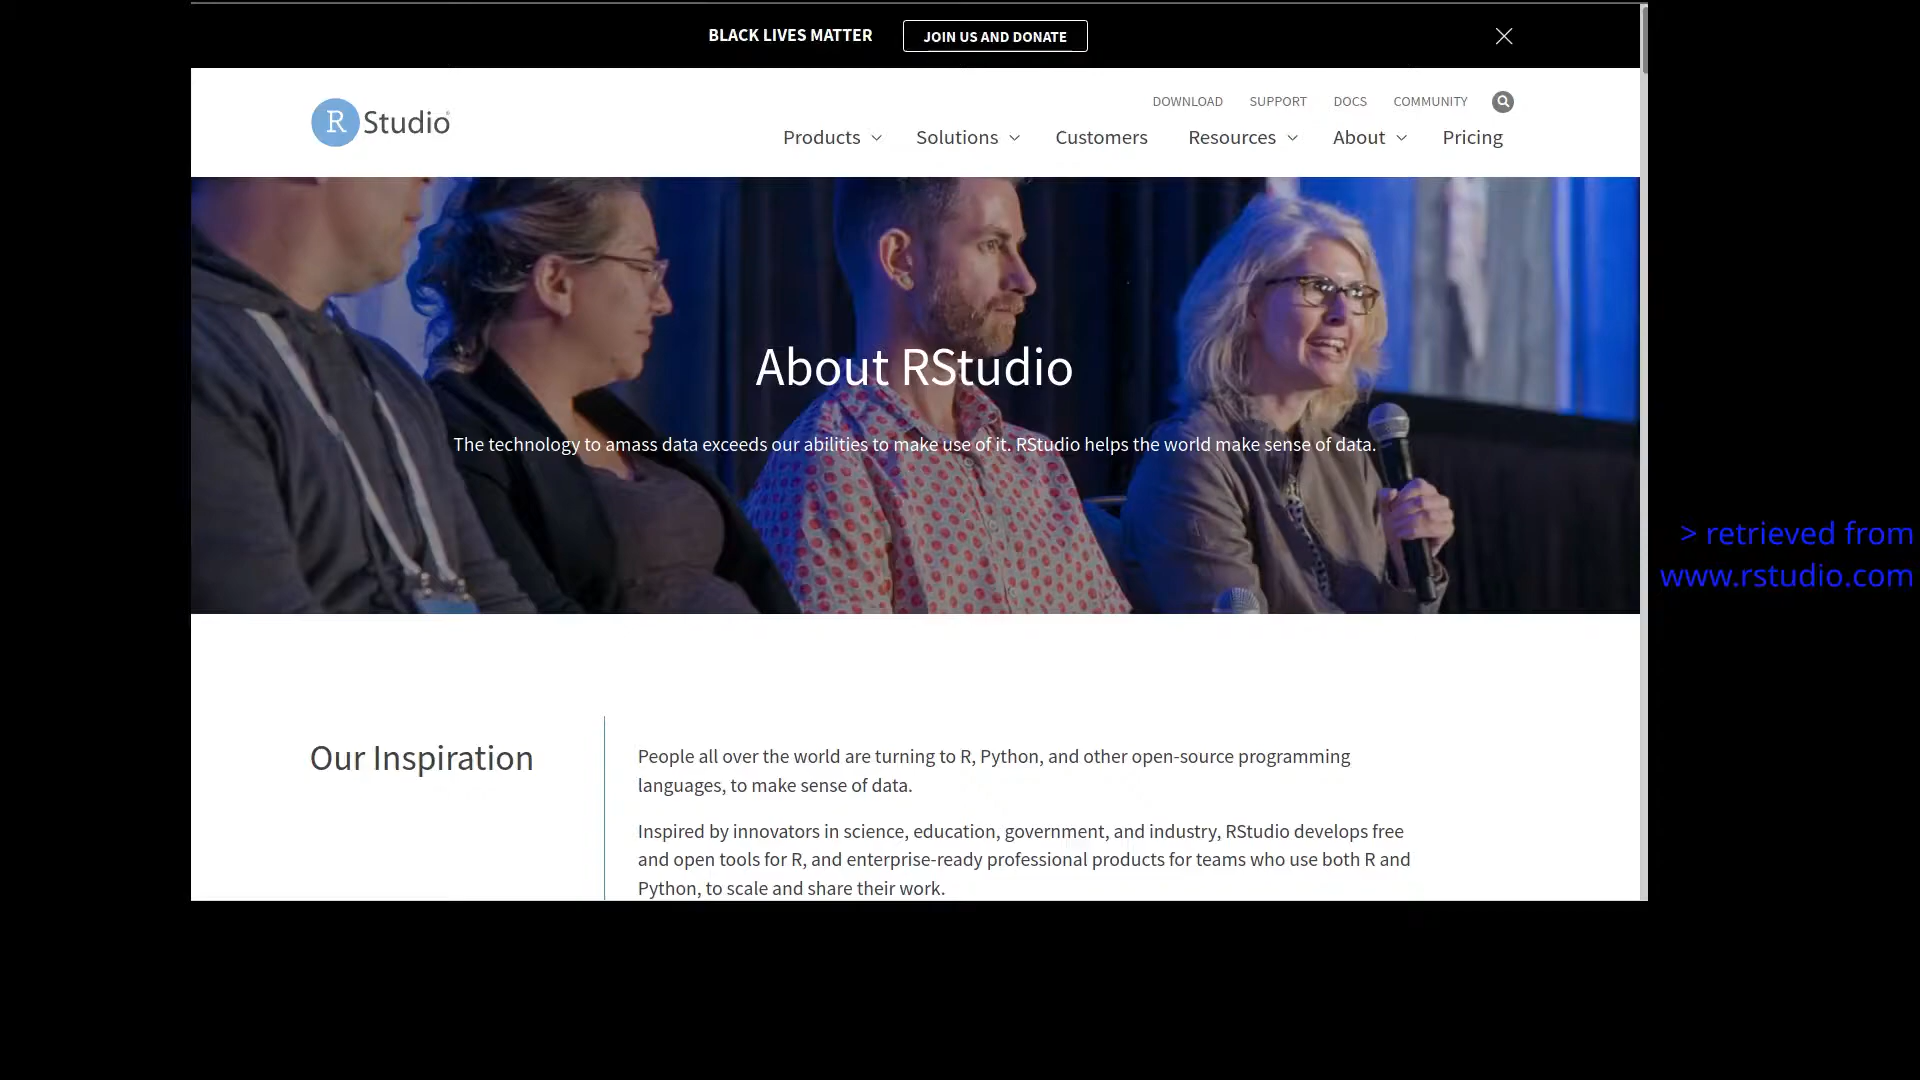 BLACK LIVES MATTER
JOIN US AND DONATE
DOWNLOAD SUPPORT DOCS COMMUNITY
R Studio®
Products Solutions Customers Resources About Pricing
About RStudio
The technology to amass data exceeds our abilities to make use of it. RStudio helps the world make sense of data.
> retrieved from
www.rstudio.com
Our Inspiration
People all over the world are turning to R, Python, and other open-source programming
languages, to make sense of data.
Inspired by innovators in science, education, government, and industry, RStudio develops free
and open tools for R, and enterprise-ready professional products for teams who use both R and
Python, to scale and share their work.